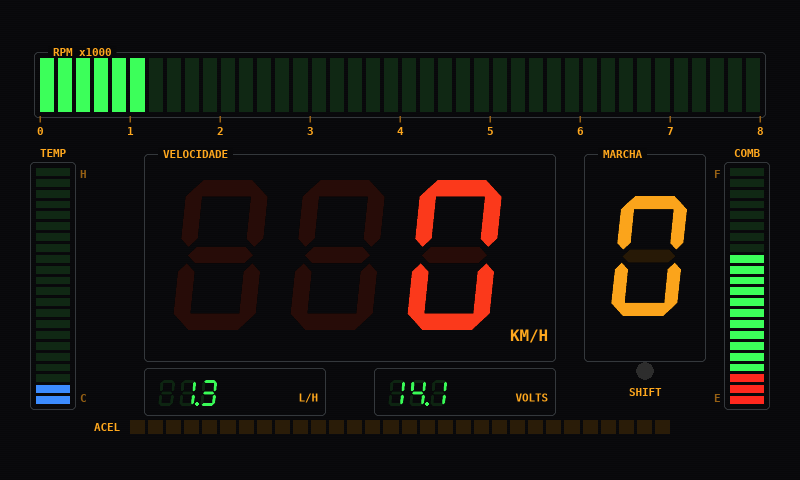 RPM x1000
0 1 2 3 4 5 6 7 8
TEMP VELOCIDADE MARCHA COMB
H F
0 0
KM/H
C E
1.3 L/H 14.1 VOLTS
SHIFT
ACEL